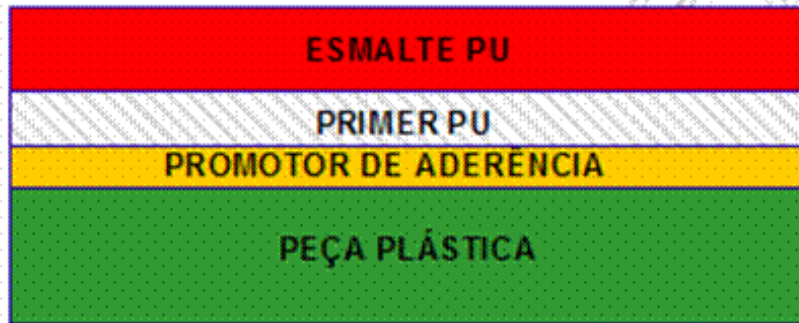 ESMALTE PU
PRIMER PU
PROMOTOR DE ADERÊNCIA
PEÇA PLÁSTICA